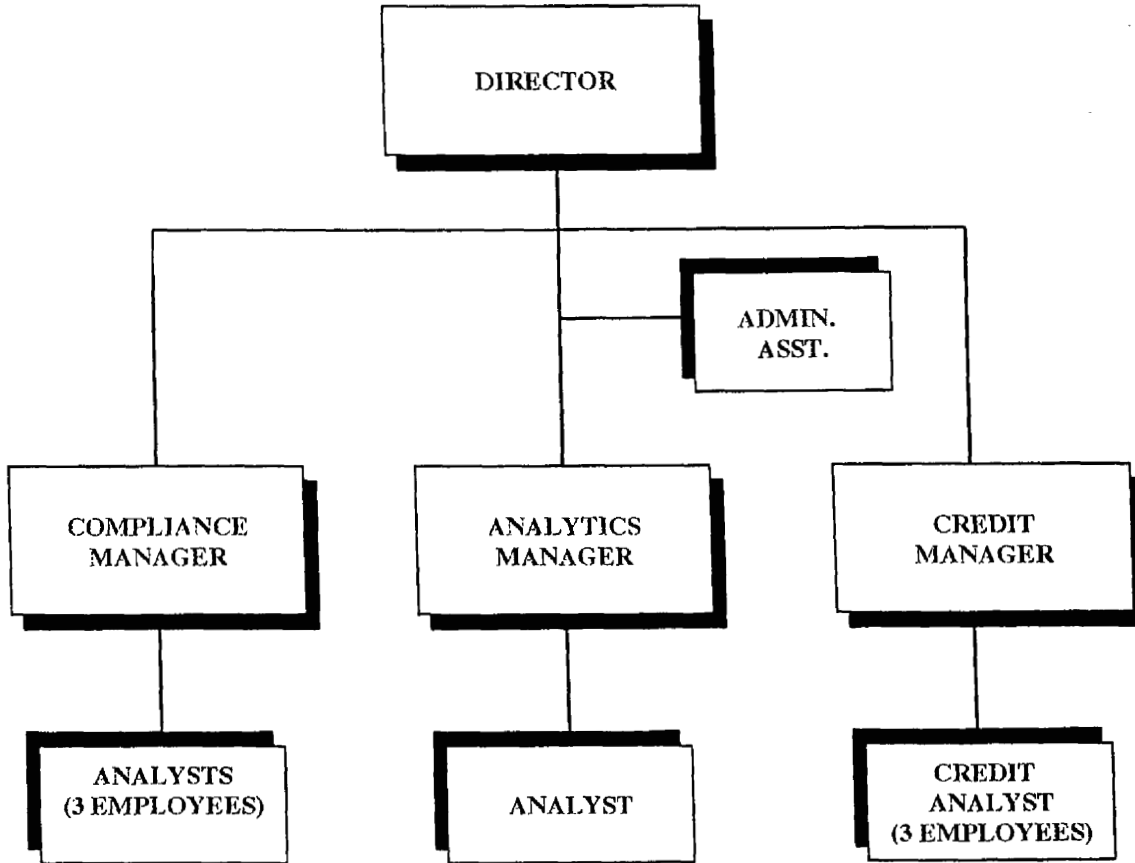 DIRECTOR
ADMIN.
ASST.
COMPLIANCE
MANAGER
ANALYTICS
MANAGER
CREDIT
MANAGER
ANALYSTS
(3 EMPLOYEES)
ANALYST
CREDIT
ANALYST
(3 EMPLOYEES)